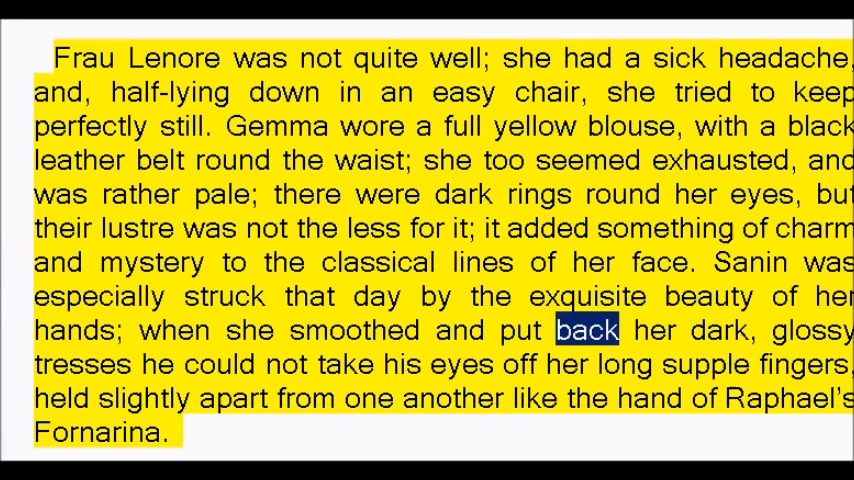 Frau Lenore was not quite well; she had a sick headache,
and, half-lying down in an easy chair, she tried to keep
perfectly still. Gemma wore a full yellow blouse, with a black
leather belt round the waist; she too seemed exhausted, and
was rather pale; there were dark rings round her eyes, but
their lustre was not the less for it; it added something of charm
and mystery to the classical lines of her face. Sanin was
especially struck that day by the exquisite beauty of her
hands; when she smoothed and put back her dark, glossy
tresses he could not take his eyes off her long supple fingers,
held slightly apart from one another like the hand of Raphael’s
Fornarina.